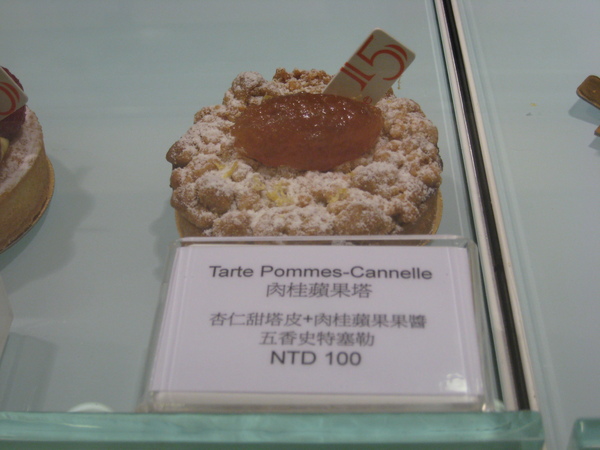 15
Tarte Pommes-Cannelle
肉桂蘋果塔
杏仁甜塔皮+肉桂蘋果果醬
五香史特塞勒
NTD 100